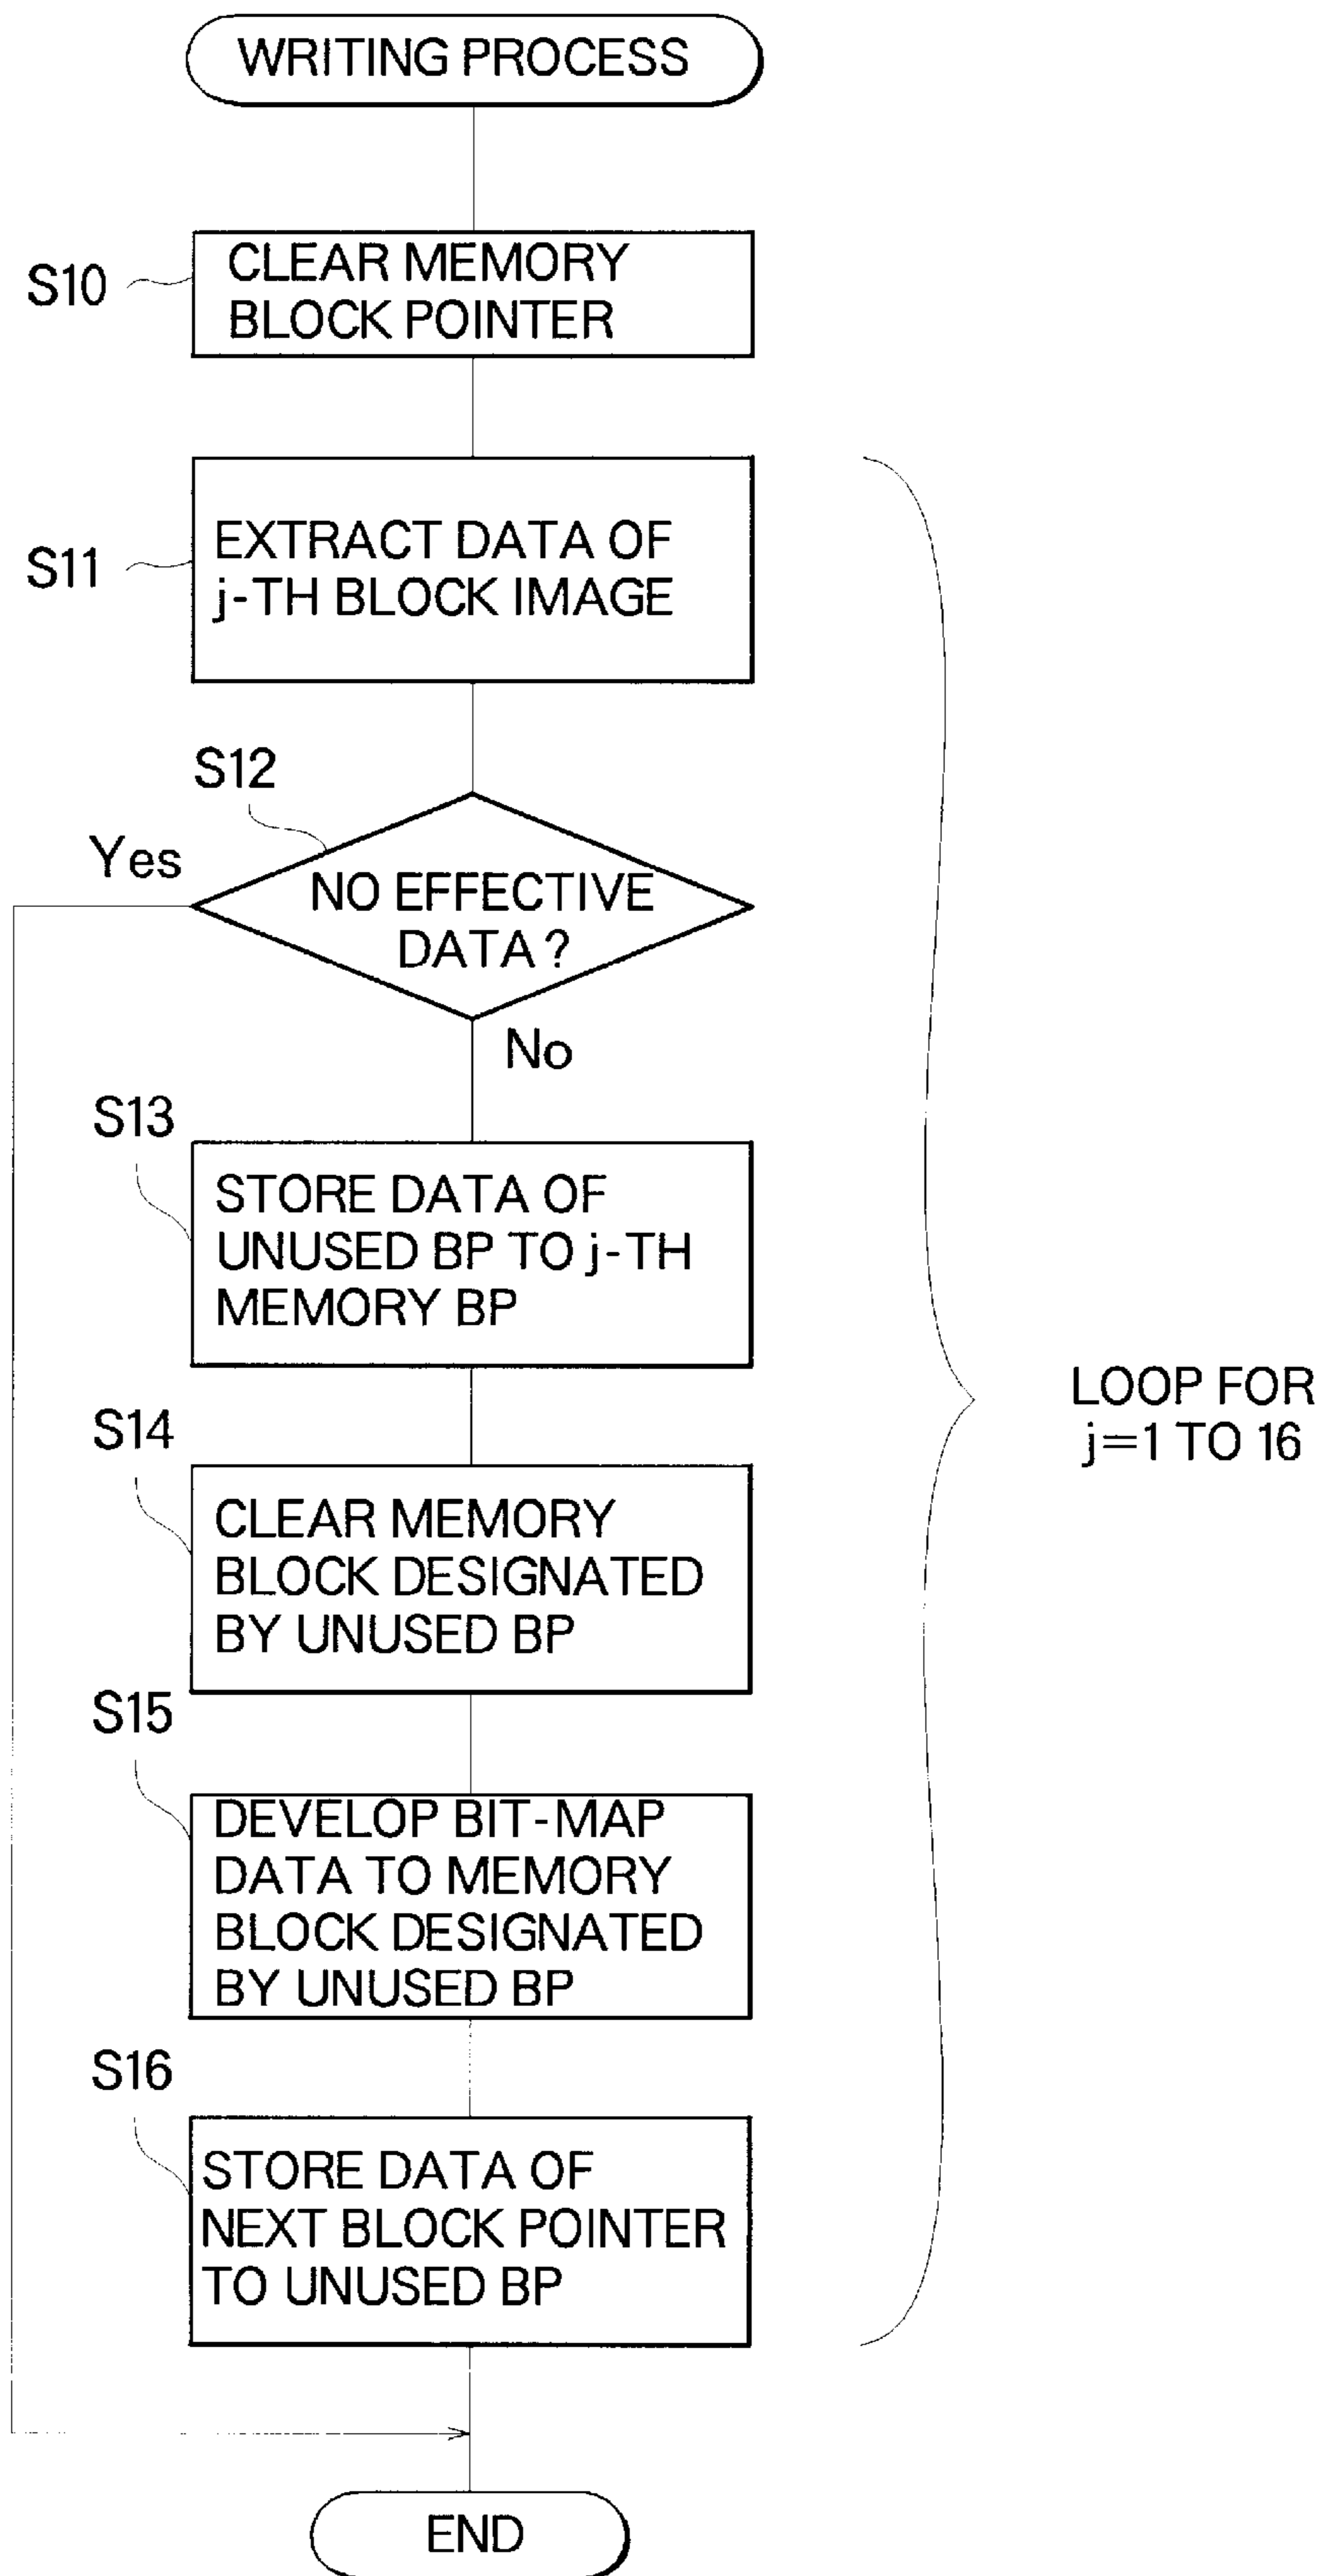 WRITING PROCESS
S10
CLEAR MEMORY
BLOCK POINTER
S11
EXTRACT DATA OF
j-TH BLOCK IMAGE
S12
Yes
NO EFFECTIVE
DATA?
No
S13
STORE DATA OF
UNUSED BP TO j-TH
MEMORY BP
LOOP FOR
j=1 TO 16
S14
CLEAR MEMORY
BLOCK DESIGNATED
BY UNUSED BP
S15
DEVELOP BIT-MAP
DATA TO MEMORY
BLOCK DESIGNATED
BY UNUSED BP
S16
STORE DATA OF
NEXT BLOCK POINTER
TO UNUSED BP
END